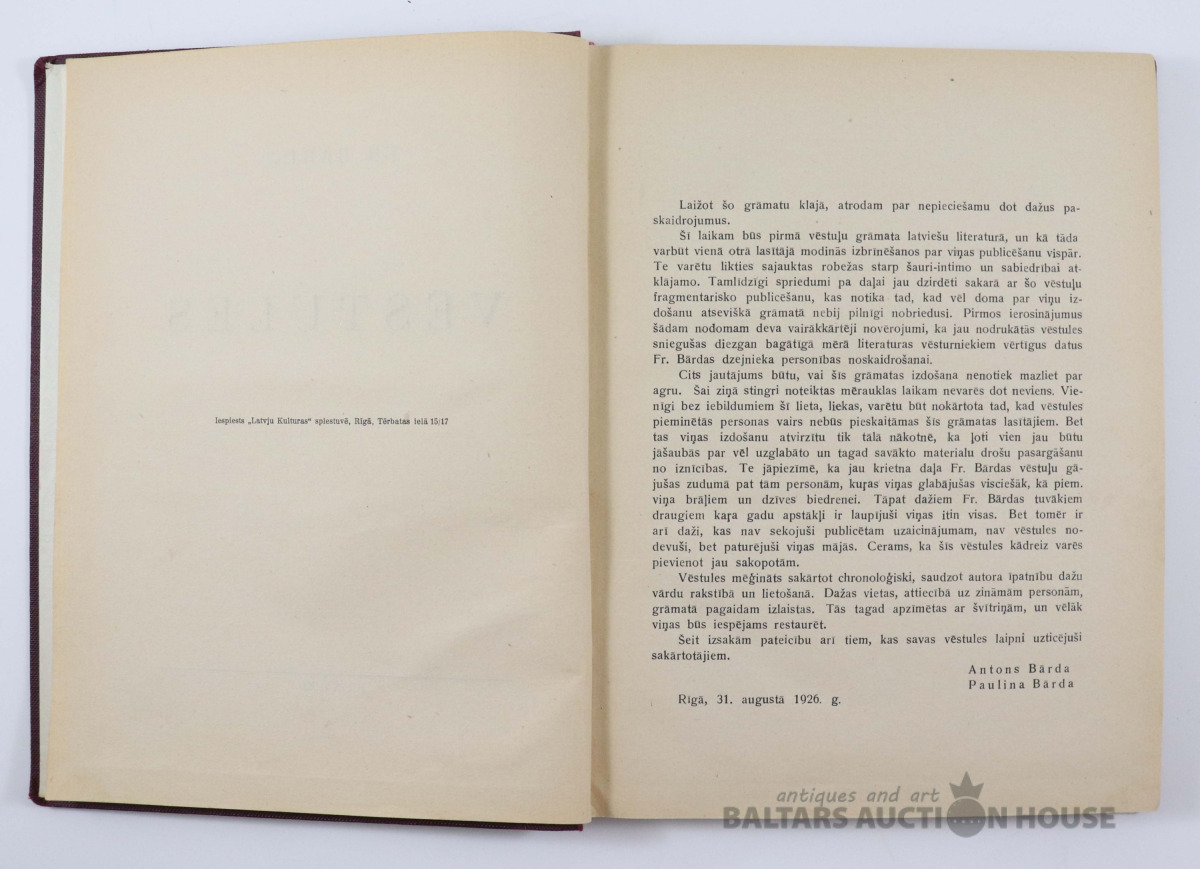 Iespiests „Latvju Kulturas“ spiestuvē, Rīgā, Tērbatas ielā 15|17
Laižot šo grāmatu klajā, atrodam par nepieciešamu dot dažus pa-
skaidrojumus.
Šī laikam būs pirmā vēstuļu grāmata latviešu literaturā, un kā tāda
varbūt vienā otrā lasītājā modinās izbrīnēšanos par viņas publicēšanu vispār.
Te varētu likties sajauktas robežas starp šauri-intimo un sabiedrībai at-
klājamo. Tamlīdzīgi spriedumi pa daļai jau dzirdēti sakarā ar šo vēstuļu
fragmentarisko publicēšanu, kas notika tad, kad vēl doma par viņu iz-
došanu atsevišķā grāmatā nebij pilnīgi nobriedusi. Pirmos ierosinājumus
šādam nodomam deva vairākkārtēji novērojumi, ka jau nodrukātās vēstules
sniegušas diezgan bagātīgā mērā literaturas vēsturniekiem vērtīgus datus
Fr. Bārdas dzejnieka personības noskaidrošanai.
Cits jautājums būtu, vai šīs grāmatas izdošana nenotiek mazliet par
agru. Šai ziņā stingri noteiktas mērauklas laikam nevarēs dot neviens. Vie-
nīgi bez iebildumiem šī lieta, liekas, varētu būt nokārtota tad, kad vēstulēs
pieminētās personas vairs nebūs pieskaitāmas šīs grāmatas lasītājiem. Bet
tas viņas izdošanu atvirzītu tik tālā nākotnē, ka ļoti vien jau būtu
jāšaubās par vēl uzglabāto un tagad savākto materialu drošu pasargāšanu
no iznīcības. Te jāpiezīmē, ka jau krietna daļa Fr. Bārdas vēstuļu gā-
jušas zudumā pat tām personām, kuŗas viņas glabājušas visciešāk, kā piem.
viņa brāļiem un dzīves biedrenei. Tāpat dažiem Fr. Bārdas tuvākiem
draugiem kaŗa gadu apstākļi ir laupījuši viņas itin visas. Bet tomēr ir
arī daži, kas nav sekojuši publicētam uzaicinājumam, nav vēstules no-
devuši, bet paturējuši viņas mājās. Cerams, ka šīs vēstules kādreiz varēs
pievienot jau sakopotām.
Vēstules mēģināts sakārtot chronoloģiski, saudzot autora īpatnību dažu
vārdu rakstībā un lietošanā. Dažas vietas, attiecībā uz zināmām personām,
grāmatā pagaidam izlaistas. Tās tagad apzīmētas ar švītriņām, un vēlāk
viņas būs iespējams restaurēt.
Šeit izsakām pateicību arī tiem, kas savas vēstules laipni uzticējuši
sakārtotājiem.
Antons Bārda
Paulina Bārda
Rīgā, 31. augustā 1926. g.
antiques and art
BALTARS AUCTION HOUSE